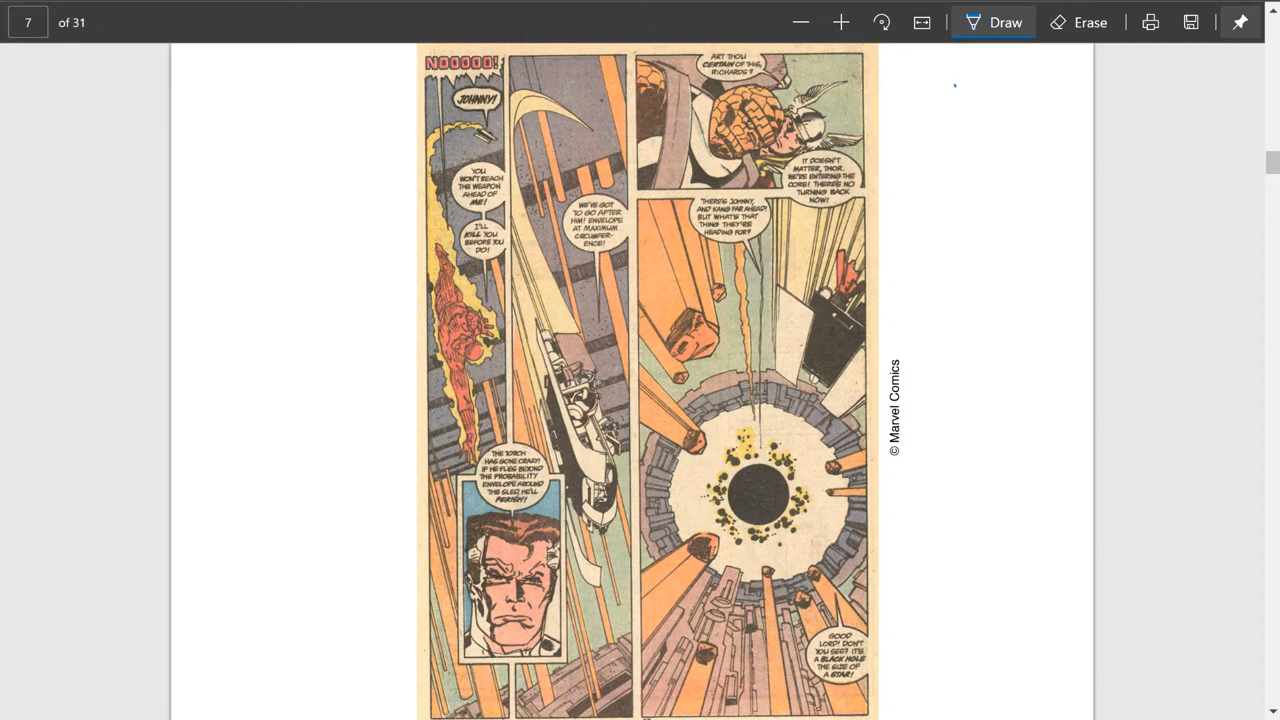 7
of 31
Draw
Erase
NOOOOO!
JOHNNY!
YOU
WON'T REACH
THE WEAPON
AHEAD OF
ME!
I'LL
KILL YOU
BEFORE YOU
DO!
WE'VE GOT
TO GO AFTER
HIM! ENVELOPE
AT MAXIMUM
CIRCUMFER-
ENCE!
THE TORCH
HAS GONE CRAZY!
IF HE FLIES BEYOND
THE PROBABILITY
ENVELOPE AROUND
THE SLED, HE'LL
PERISH!
ART THOU
CERTAIN OF THIS,
RICHARDS?
IT DOESN'T
MATTER, THOR.
WE'RE ENTERING THE
CORE! THERE'S NO
TURNING BACK
NOW!
THERE'S JOHNNY,
AND KANG FAR AHEAD!
BUT WHAT'S THAT
THING THEY'RE
HEADING FOR?
GOOD
LORD! DON'T
YOU SEE? IT'S
A BLACK HOLE
THE SIZE OF
A STAR!
© Marvel Comics